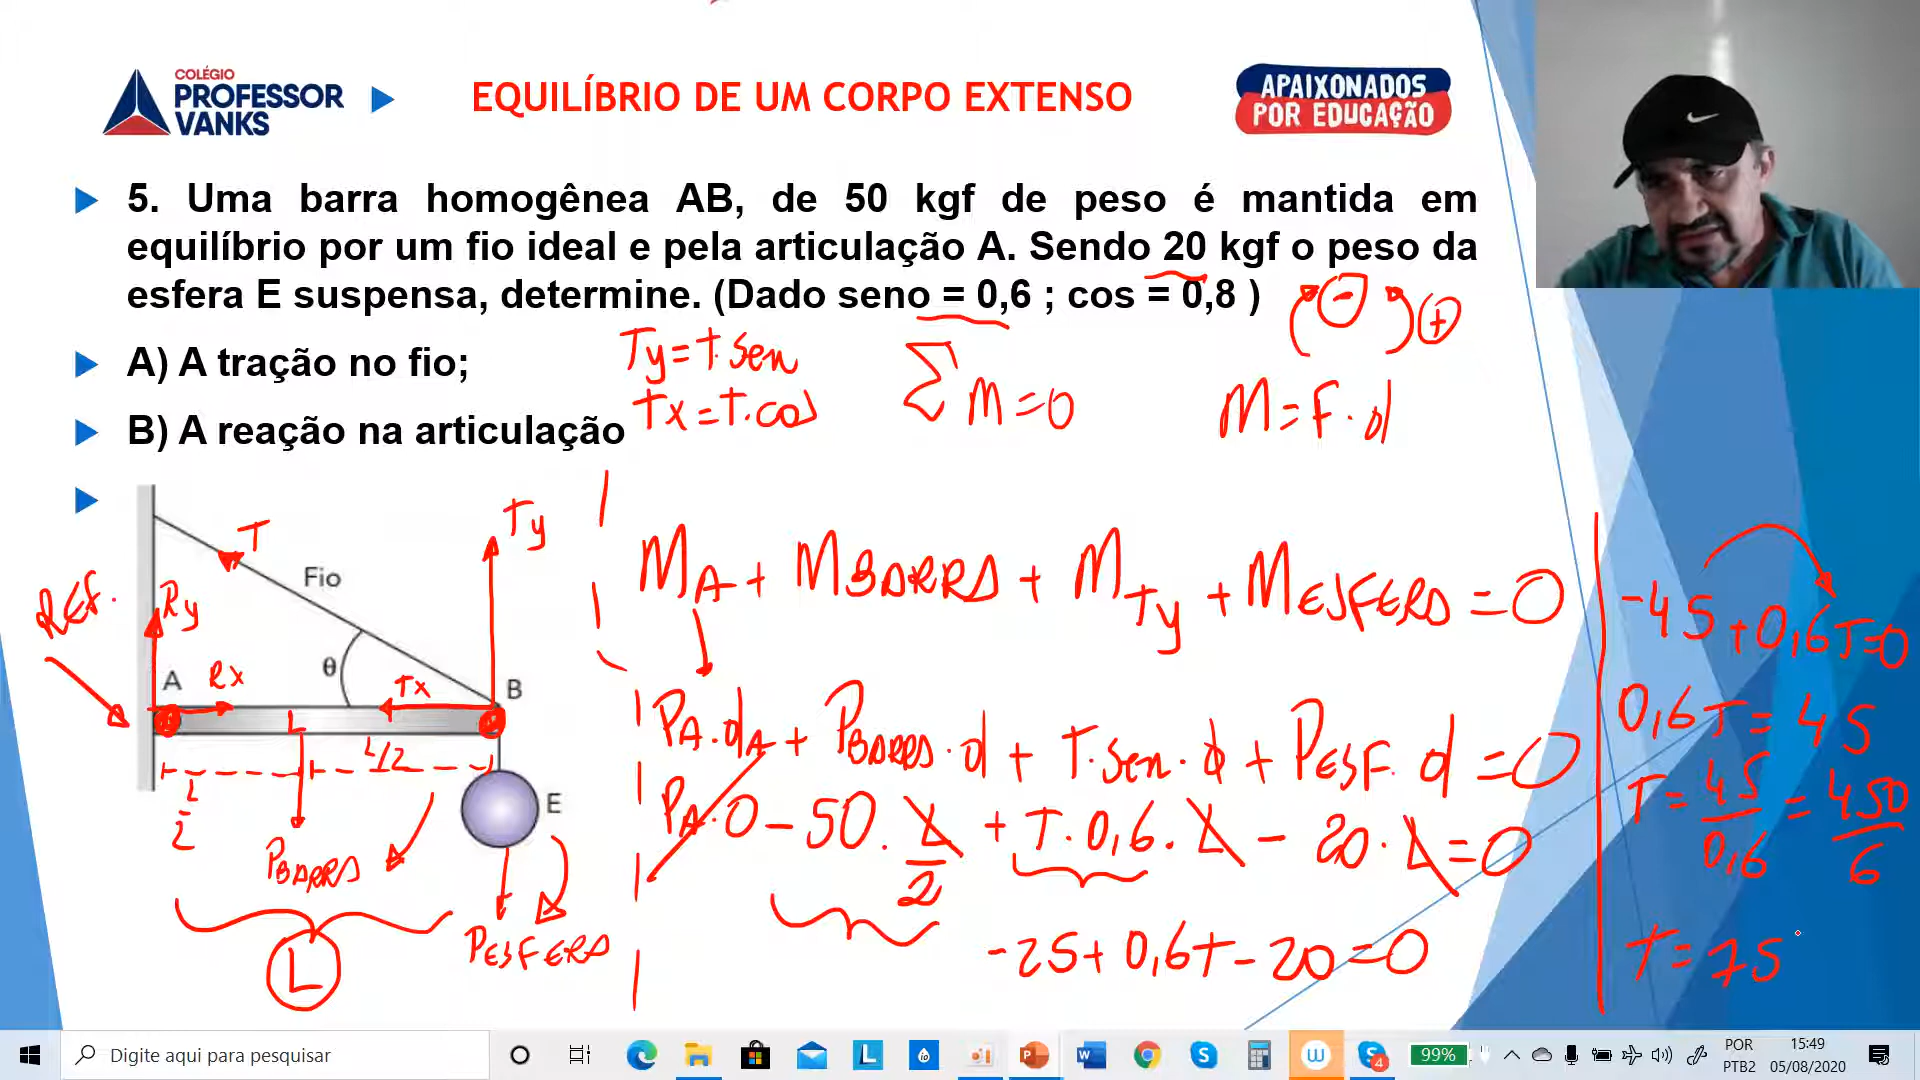 COLÉGIO
PROFESSOR
VANKS
EQUILÍBRIO DE UM CORPO EXTENSO
APAIXONADOS
POR EDUCAÇÃO
5. Uma barra homogênea AB, de 50 kgf de peso é mantida em
equilíbrio por um fio ideal e pela articulação A. Sendo 20 kgf o peso da
esfera E suspensa, determine. (Dado seno = 0,6 ; cos = 0,8 )
- +
A) A tração no fio;
Ty=T.sen
Σ M=0
M=F.d
B) A reação na articulação
Tx=T.cos
T
Ty
Fio
REF.
Ry
A
Rx
θ
Tx
B
L/2
L/2
E
PBARRA
PESFERA
L
MA + MBARRA + MTy + MESFERA =0
PA.dA + PBARRA.d + T.sen.d + PESF.d =0
PA.0 - 50.L/2 + T.0,6.L - 20.L=0
-25+0,6T-20=0
-45+0,6T=0
0,6T=45
T=45/0,6=450/6
T=75
Digite aqui para pesquisar
99%
POR
PTB2
15:49
05/08/2020